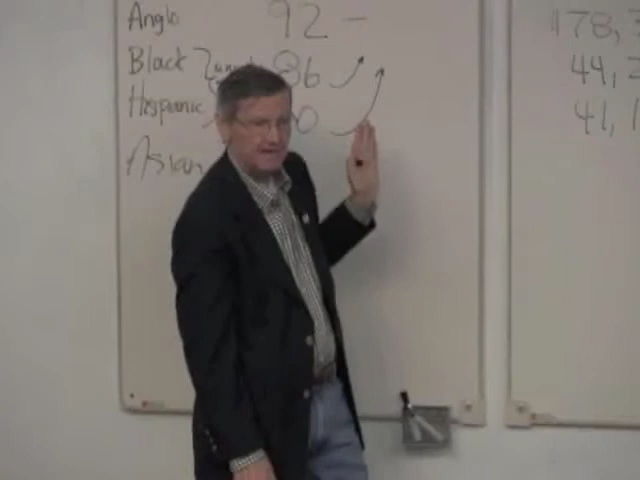 Anglo 92 -
Black 86
Hispanic
Asian
178,
44,
41,